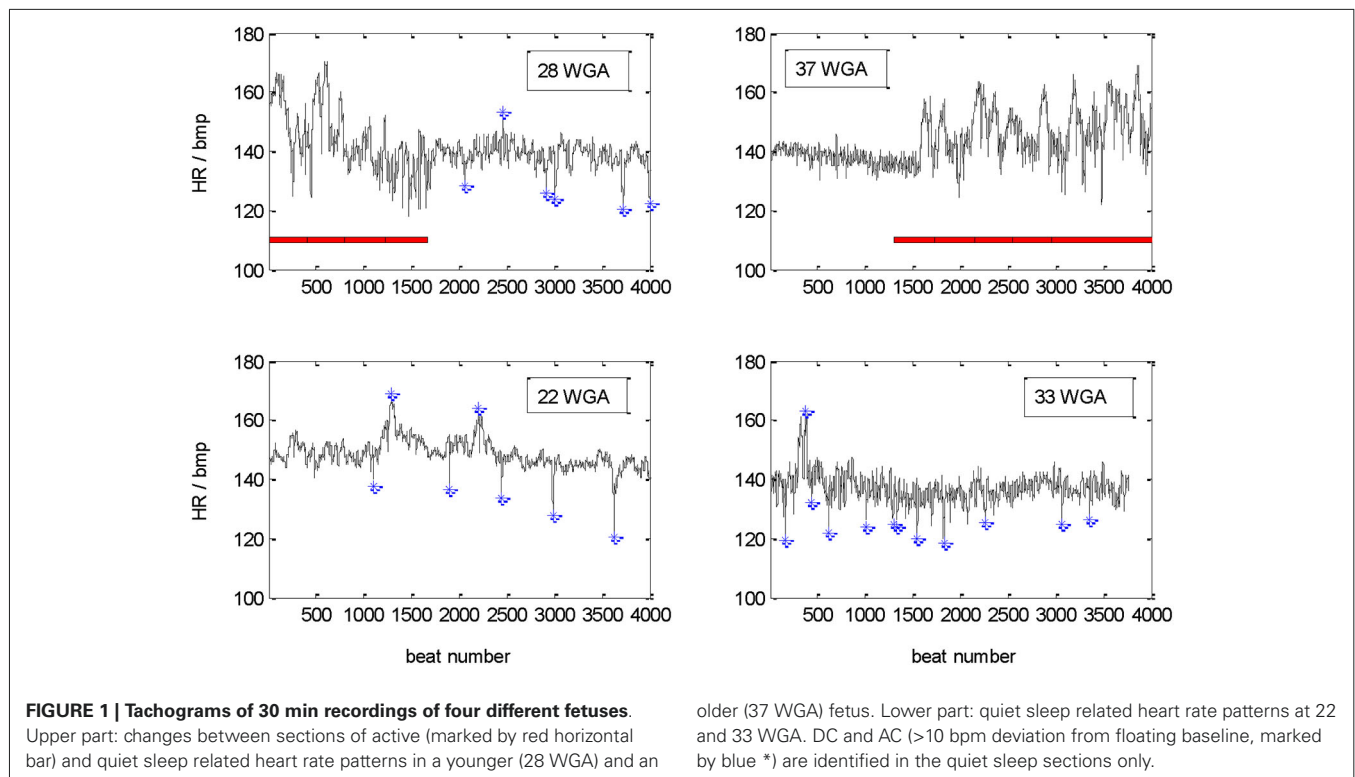 180
160
140
120
100
HR / bmp
28 WGA
500 1000 1500 2000 2500 3000 3500 4000
180
160
140
120
100
37 WGA
500 1000 1500 2000 2500 3000 3500 4000
180
160
140
120
100
HR / bmp
22 WGA
500 1000 1500 2000 2500 3000 3500 4000
beat number
180
160
140
120
100
33 WGA
500 1000 1500 2000 2500 3000 3500 4000
beat number
FIGURE 1 | Tachograms of 30 min recordings of four different fetuses.
Upper part: changes between sections of active (marked by red horizontal
bar) and quiet sleep related heart rate patterns in a younger (28 WGA) and an
older (37 WGA) fetus. Lower part: quiet sleep related heart rate patterns at 22
and 33 WGA. DC and AC (>10 bpm deviation from floating baseline, marked
by blue *) are identified in the quiet sleep sections only.